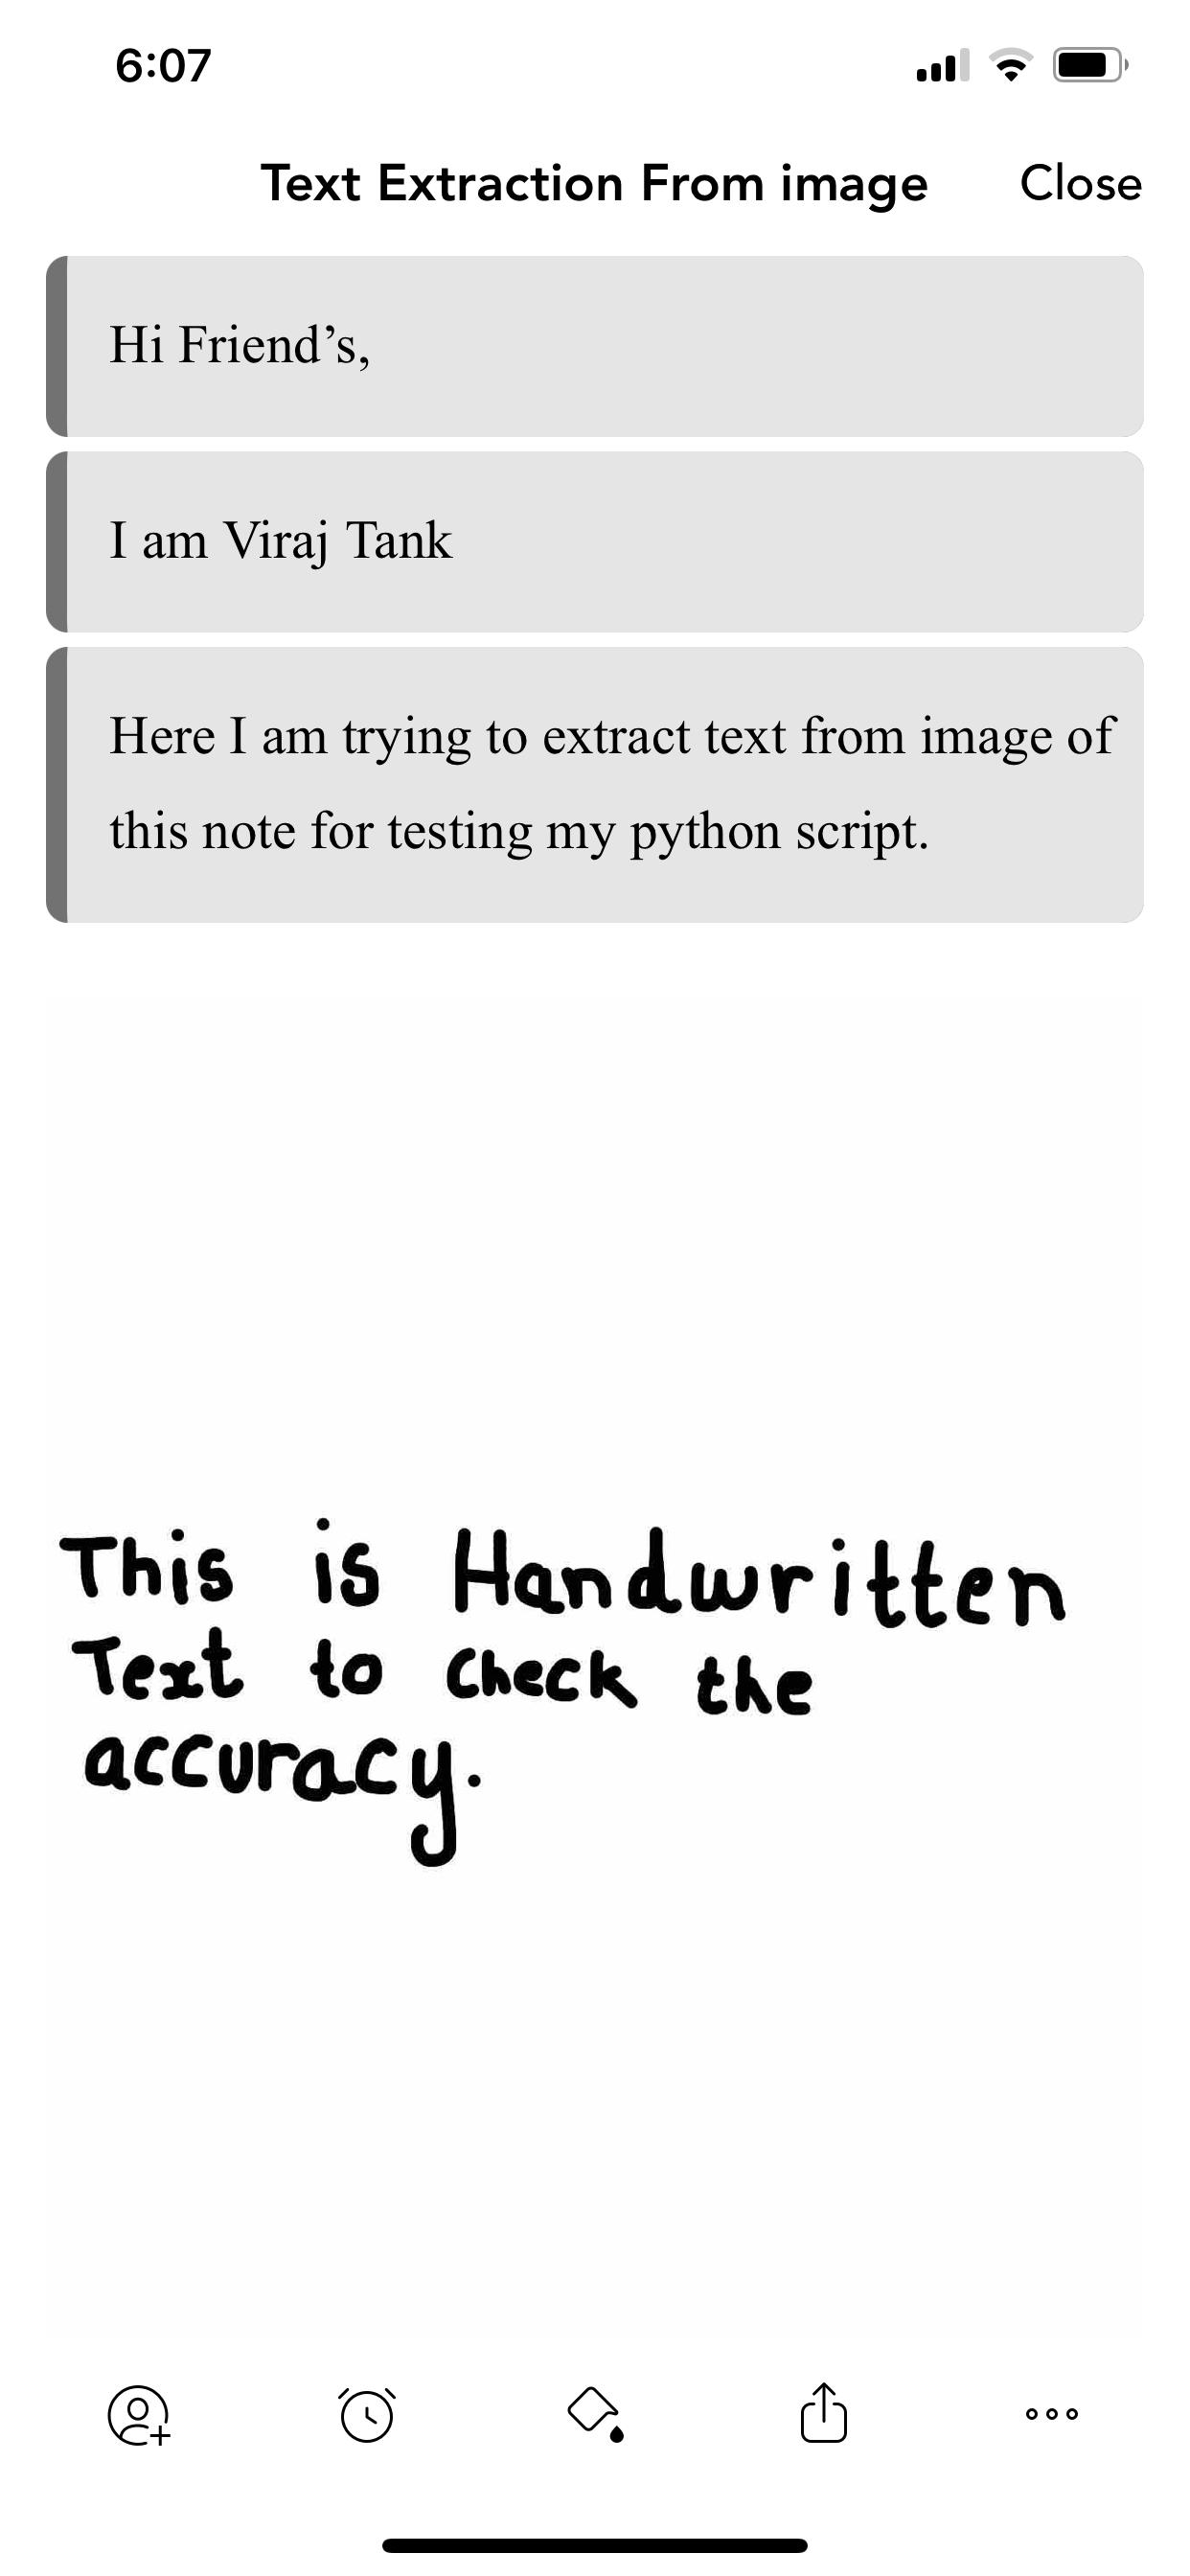 6:07
Text Extraction From image Close
Hi Friend’s,
I am Viraj Tank
Here I am trying to extract text from image of
this note for testing my python script.
This is Handwritten
Text to check the
accuracy.